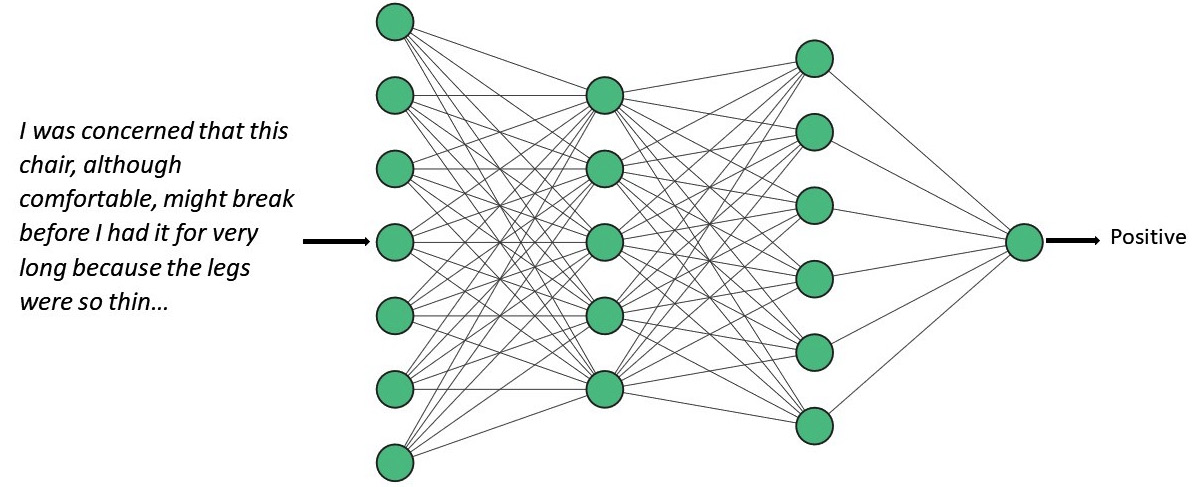 I was concerned that this
chair, although
comfortable, might break
before I had it for very
long because the legs
were so thin…
Positive